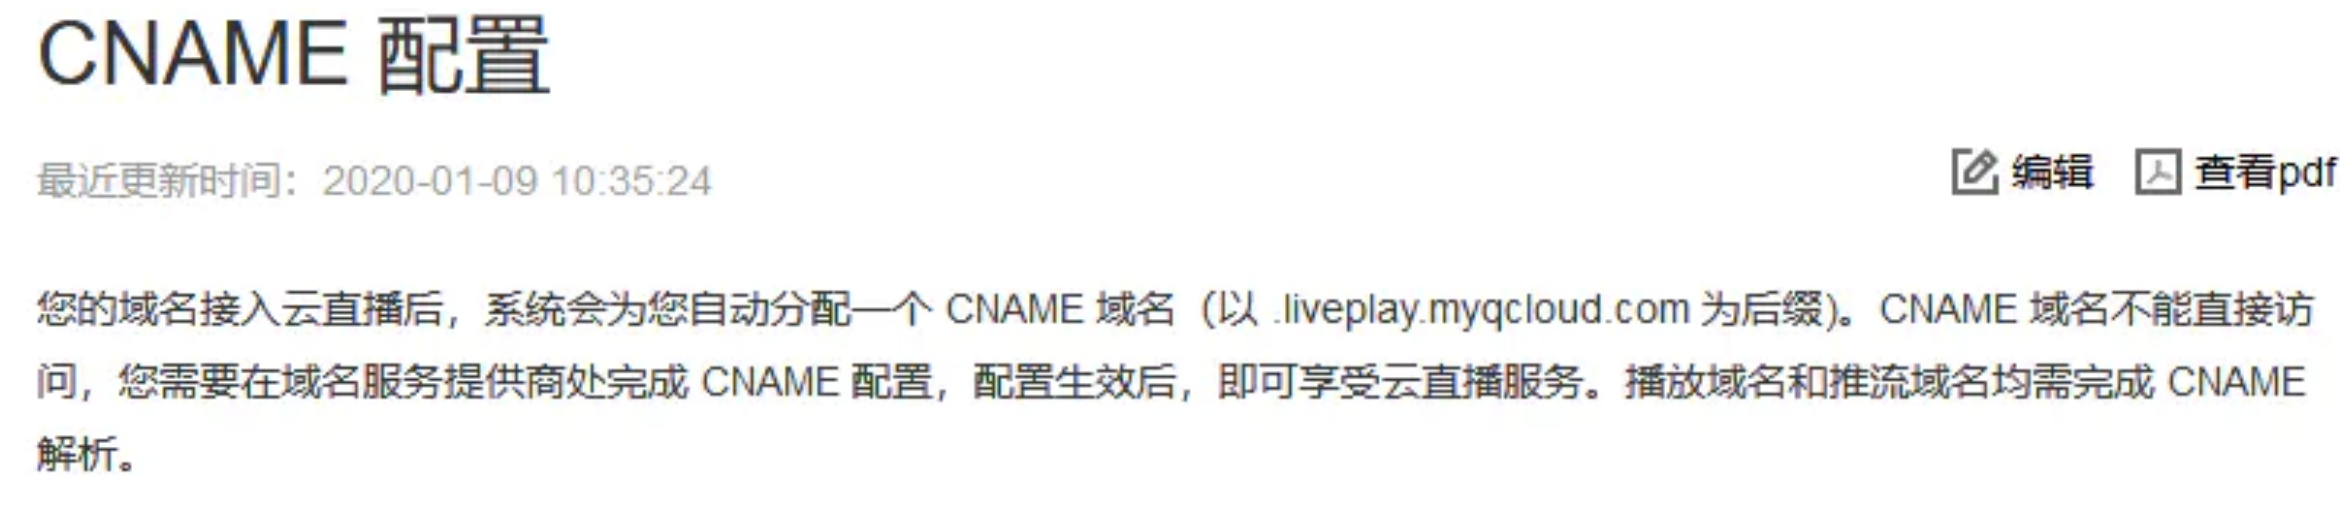 CNAME 配置
最近更新时间：2020-01-09 10:35:24
编辑 查看pdf
您的域名接入云直播后，系统会为您自动分配一个 CNAME 域名（以 .liveplay.myqcloud.com 为后缀)。CNAME 域名不能直接访
问，您需要在域名服务提供商处完成 CNAME 配置，配置生效后，即可享受云直播服务。播放域名和推流域名均需完成 CNAME
解析。